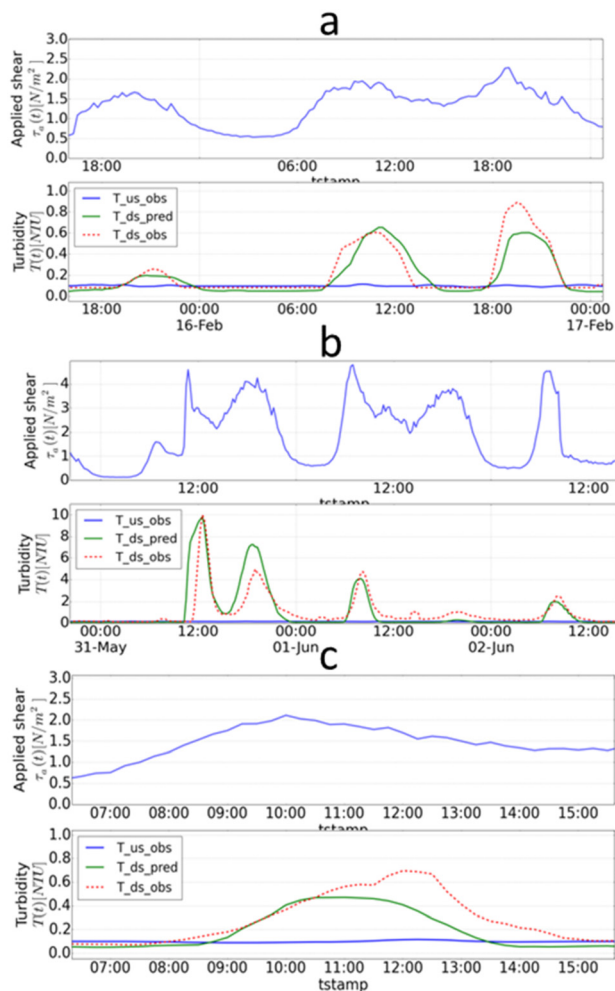 a
Applied shear
τₐ(t)[N/m²]
3.0
2.5
2.0
1.5
1.0
0.5
0.0
18:00
06:00
12:00
18:00
tstamp
Turbidity
T(t)[NTU]
1.0
0.8
0.6
0.4
0.2
0.0
T_us_obs
T_ds_pred
T_ds_obs
18:00
00:00
06:00
12:00
18:00
00:00
16-Feb
17-Feb
b
Applied shear
τₐ(t)[N/m²]
4
3
2
1
0
12:00
12:00
12:00
tstamp
Turbidity
T(t)[NTU]
10
8
6
4
2
0
T_us_obs
T_ds_pred
T_ds_obs
00:00
12:00
00:00
12:00
00:00
12:00
31-May
01-Jun
02-Jun
c
Applied shear
τₐ(t)[N/m²]
3.0
2.5
2.0
1.5
1.0
0.5
0.0
07:00
08:00
09:00
10:00
11:00
12:00
13:00
14:00
15:00
tstamp
Turbidity
T(t)[NTU]
1.0
0.8
0.6
0.4
0.2
0.0
T_us_obs
T_ds_pred
T_ds_obs
07:00
08:00
09:00
10:00
11:00
12:00
13:00
14:00
15:00
tstamp